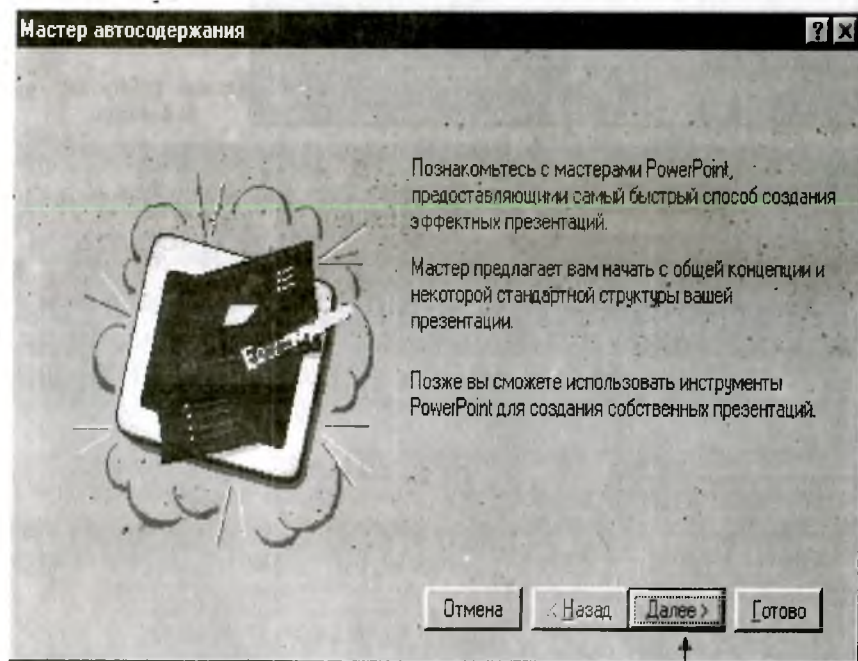 Мастер автосодержания
Познакомьтесь с мастерами PowerPoint,
предоставляющими самый быстрый способ создания
эффектных презентаций.
Мастер предлагает вам начать с общей концепции и
некоторой стандартной структуры вашей
презентации.
Позже вы сможете использовать инструменты
PowerPoint для создания собственных презентаций.
Отмена < Назад Далее > Готово